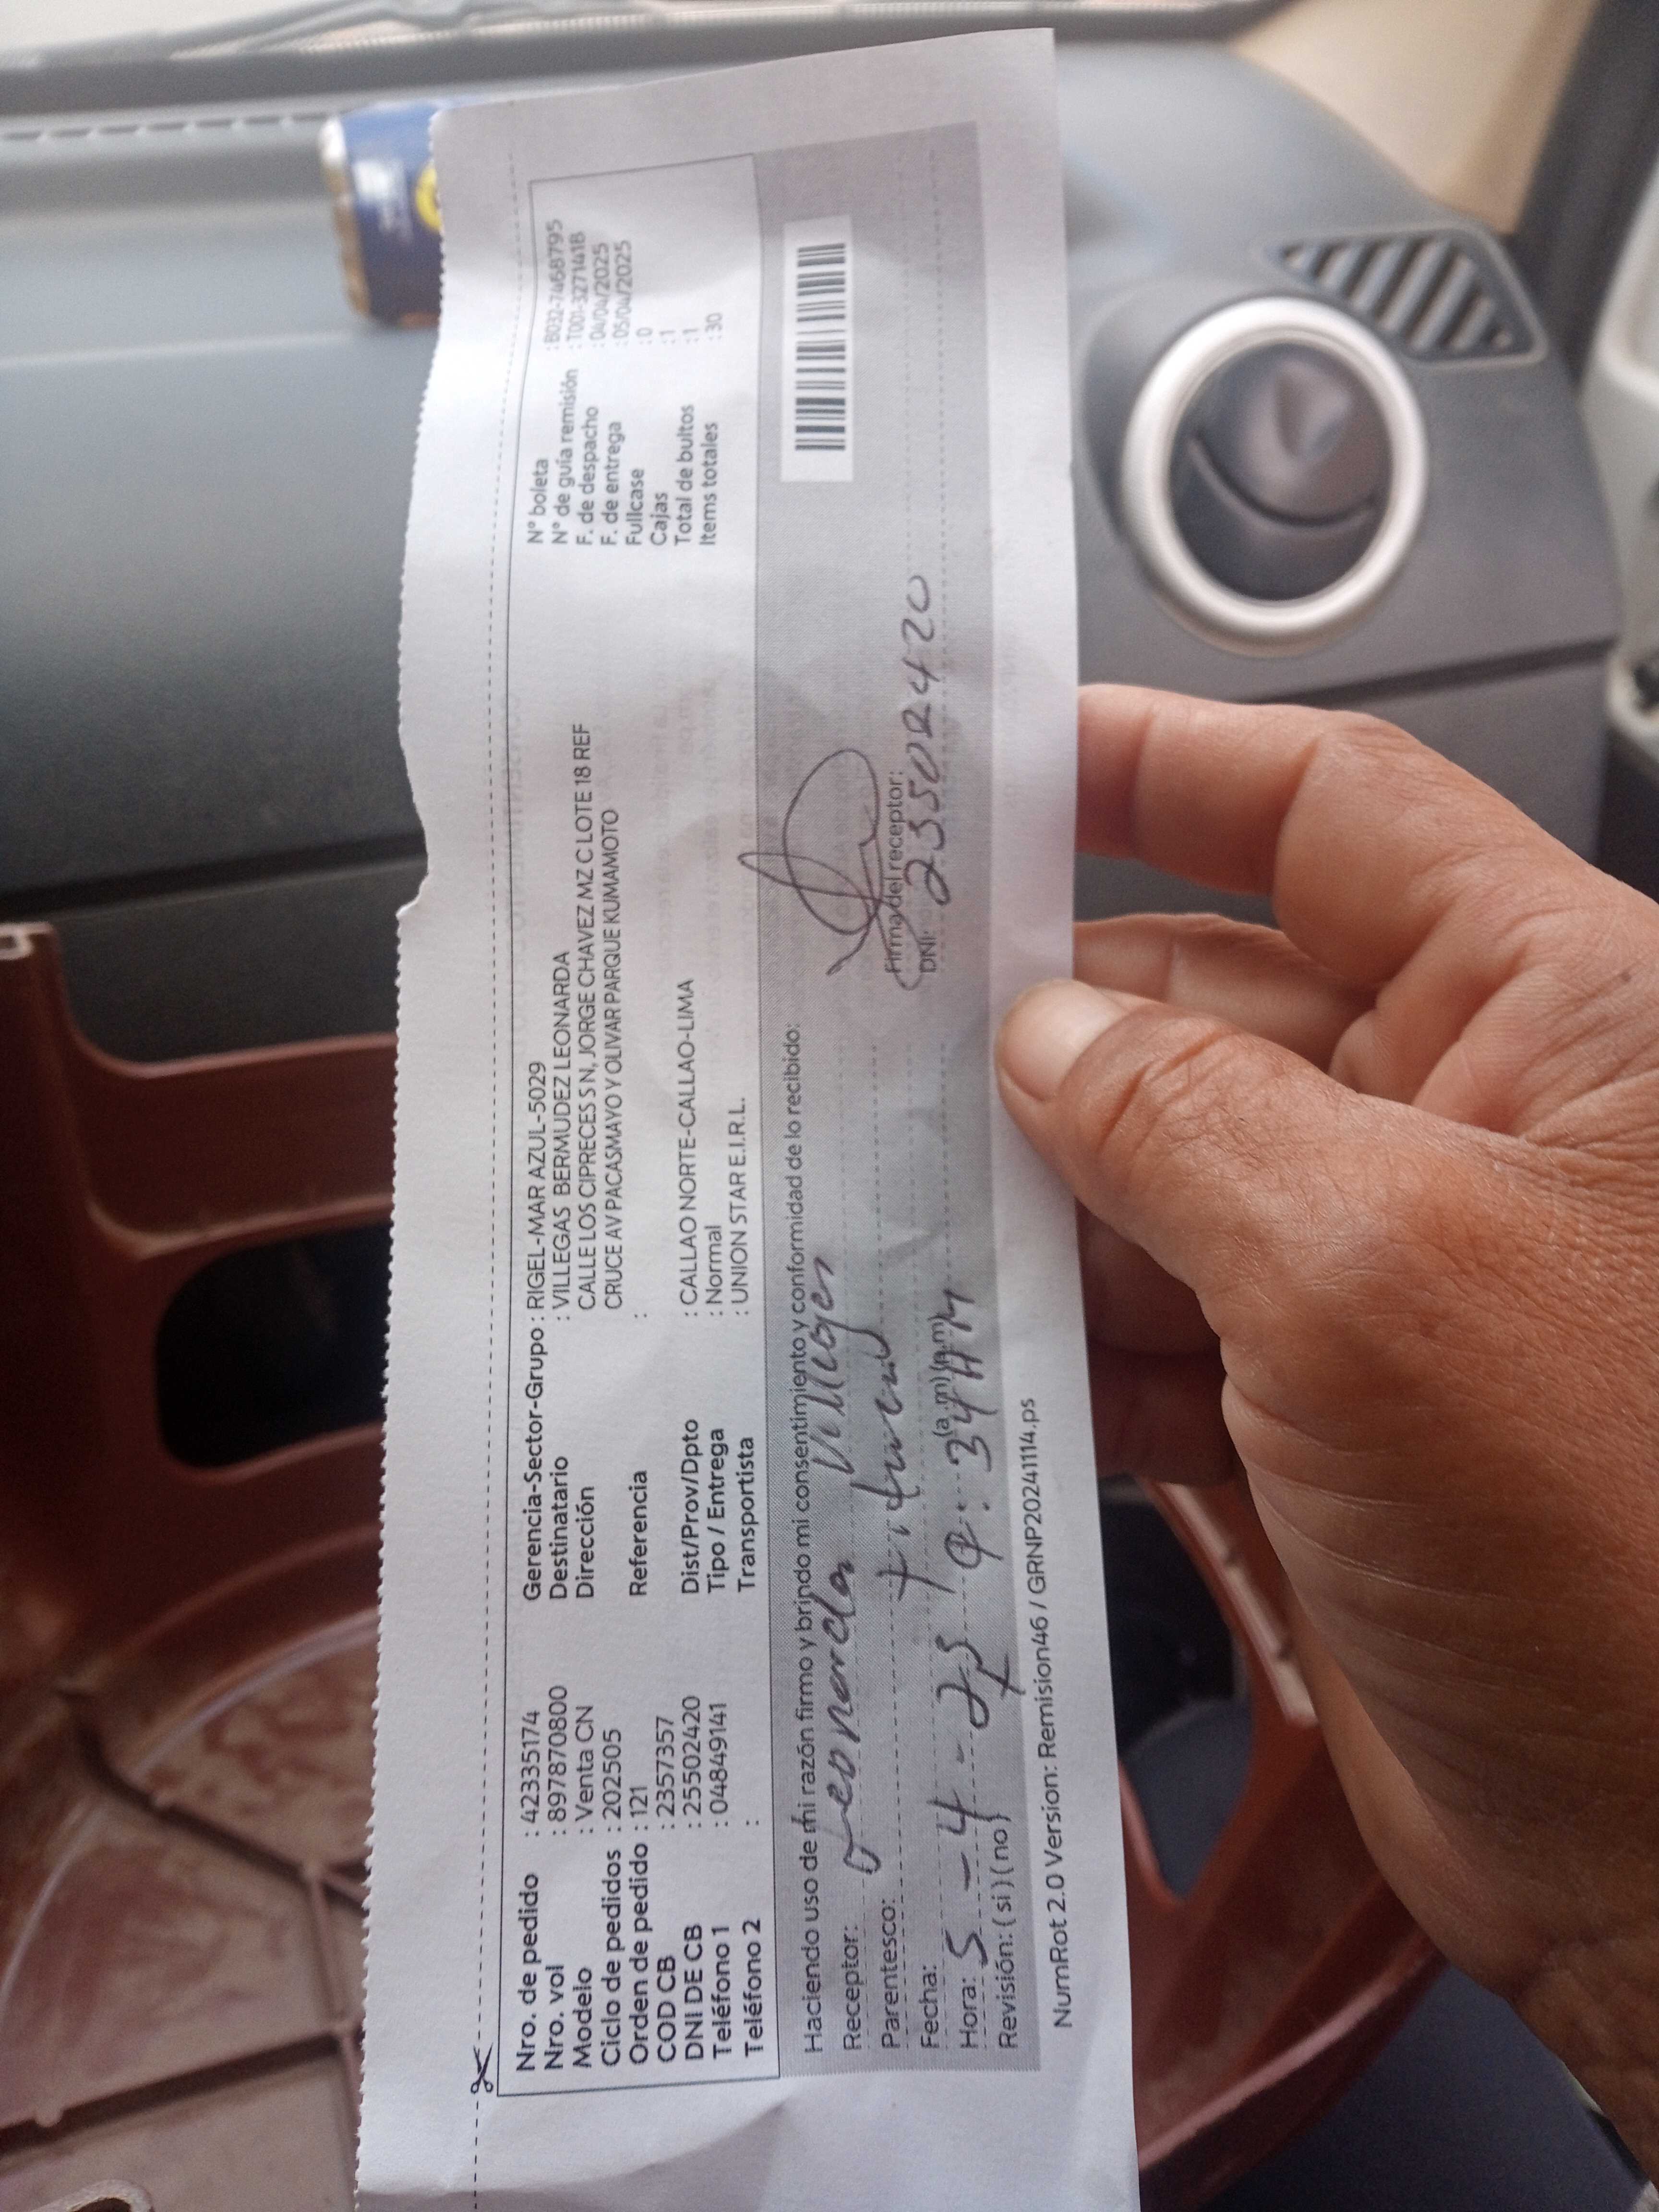 Nro. de pedido : 42335174
Nro. vol : 897870800
Modelo : Venta CN
Ciclo de pedidos : 202505
Orden de pedido : 121
COD CB : 2357357
DNI DE CB : 25502420
Teléfono 1 : 04849141
Teléfono 2 :
Gerencia-Sector-Grupo : RIGEL-MAR AZUL-5029
Destinatario : VILLEGAS BERMUDEZ LEONARDA
Dirección CALLE LOS CIPRECES S N, JORGE CHAVEZ MZ C LOTE 18 REF
CRUCE AV PACASMAYO Y OLIVAR PARQUE KUMAMOTO
Referencia :
Dist/Prov/Dpto : CALLAO NORTE-CALLAO-LIMA
Tipo / Entrega : Normal
Transportista : UNION STAR E.I.R.L.
N° boleta : B032-7468795
N° de guía remisión : T001-3271418
F. de despacho : 04/04/2025
F. de entrega : 05/04/2025
Fullcase : 0
Cajas : 1
Total de bultos : 1
Items totales : 30
Haciendo uso de mi razón firmo y brindo mi consentimiento y conformidad de lo recibido:
Receptor: Leonarda Villegas
Parentesco: titular
Fecha: 5-4-25
Hora: 9:34 (a.m) (p.m)
Revisión: ( si ) ( no )
Firma del receptor:
DNI: 25502420
NumRot 2.0 Version: Remision46 / GRNP20241114.ps